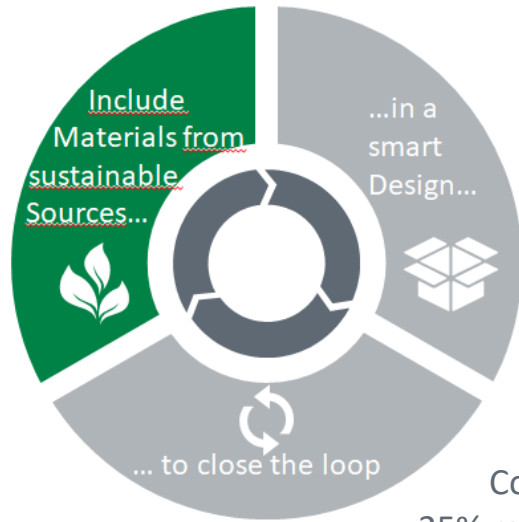 Include
Materials from
sustainable
Sources...
...in a
smart
Design...
... to close the loop